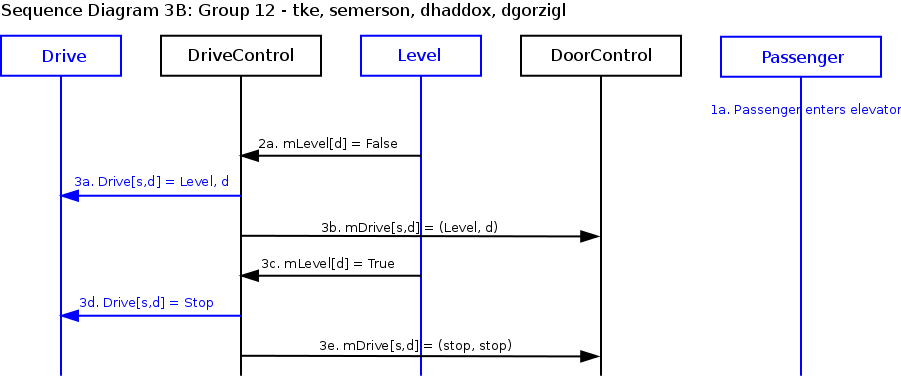 Sequence Diagram 3B: Group 12 - tke, semerson, dhaddox, dgorzigl
Drive
DriveControl
Level
DoorControl
Passenger
1a. Passenger enters elevator
2a. mLevel[d] = False
3a. Drive[s,d] = Level, d
3b. mDrive[s,d] = (Level, d)
3c. mLevel[d] = True
3d. Drive[s,d] = Stop
3e. mDrive[s,d] = (stop, stop)